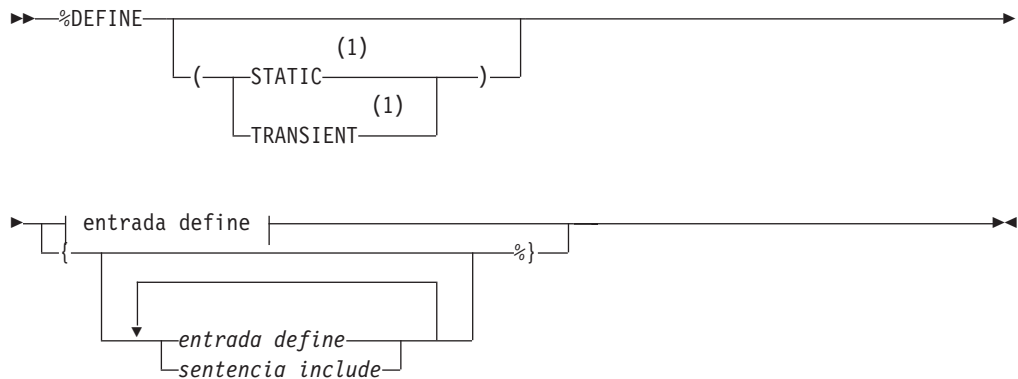 %DEFINE
(1)
( STATIC )
(1)
TRANSIENT
entrada define
{ %}
entrada define
sentencia include